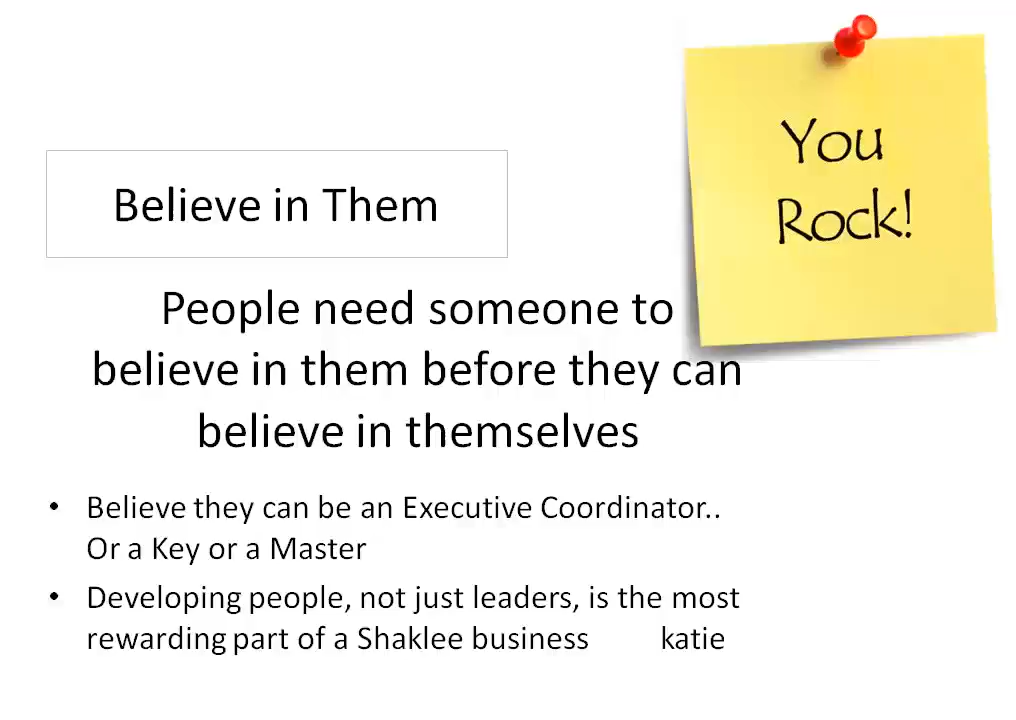 You
Rock!
Believe in Them
People need someone to
believe in them before they can
believe in themselves
• Believe they can be an Executive Coordinator..
Or a Key or a Master
• Developing people, not just leaders, is the most
rewarding part of a Shaklee business katie